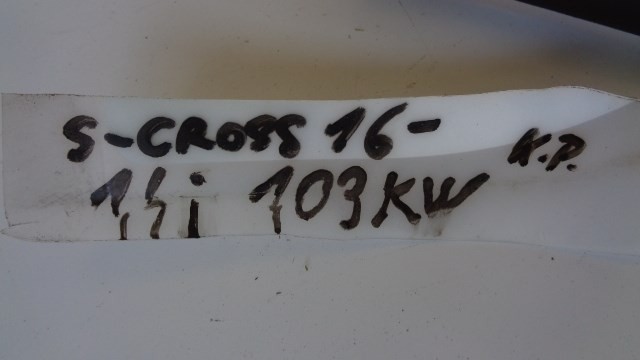 S-CROSS 16-
K.P.
1,4i 103KW